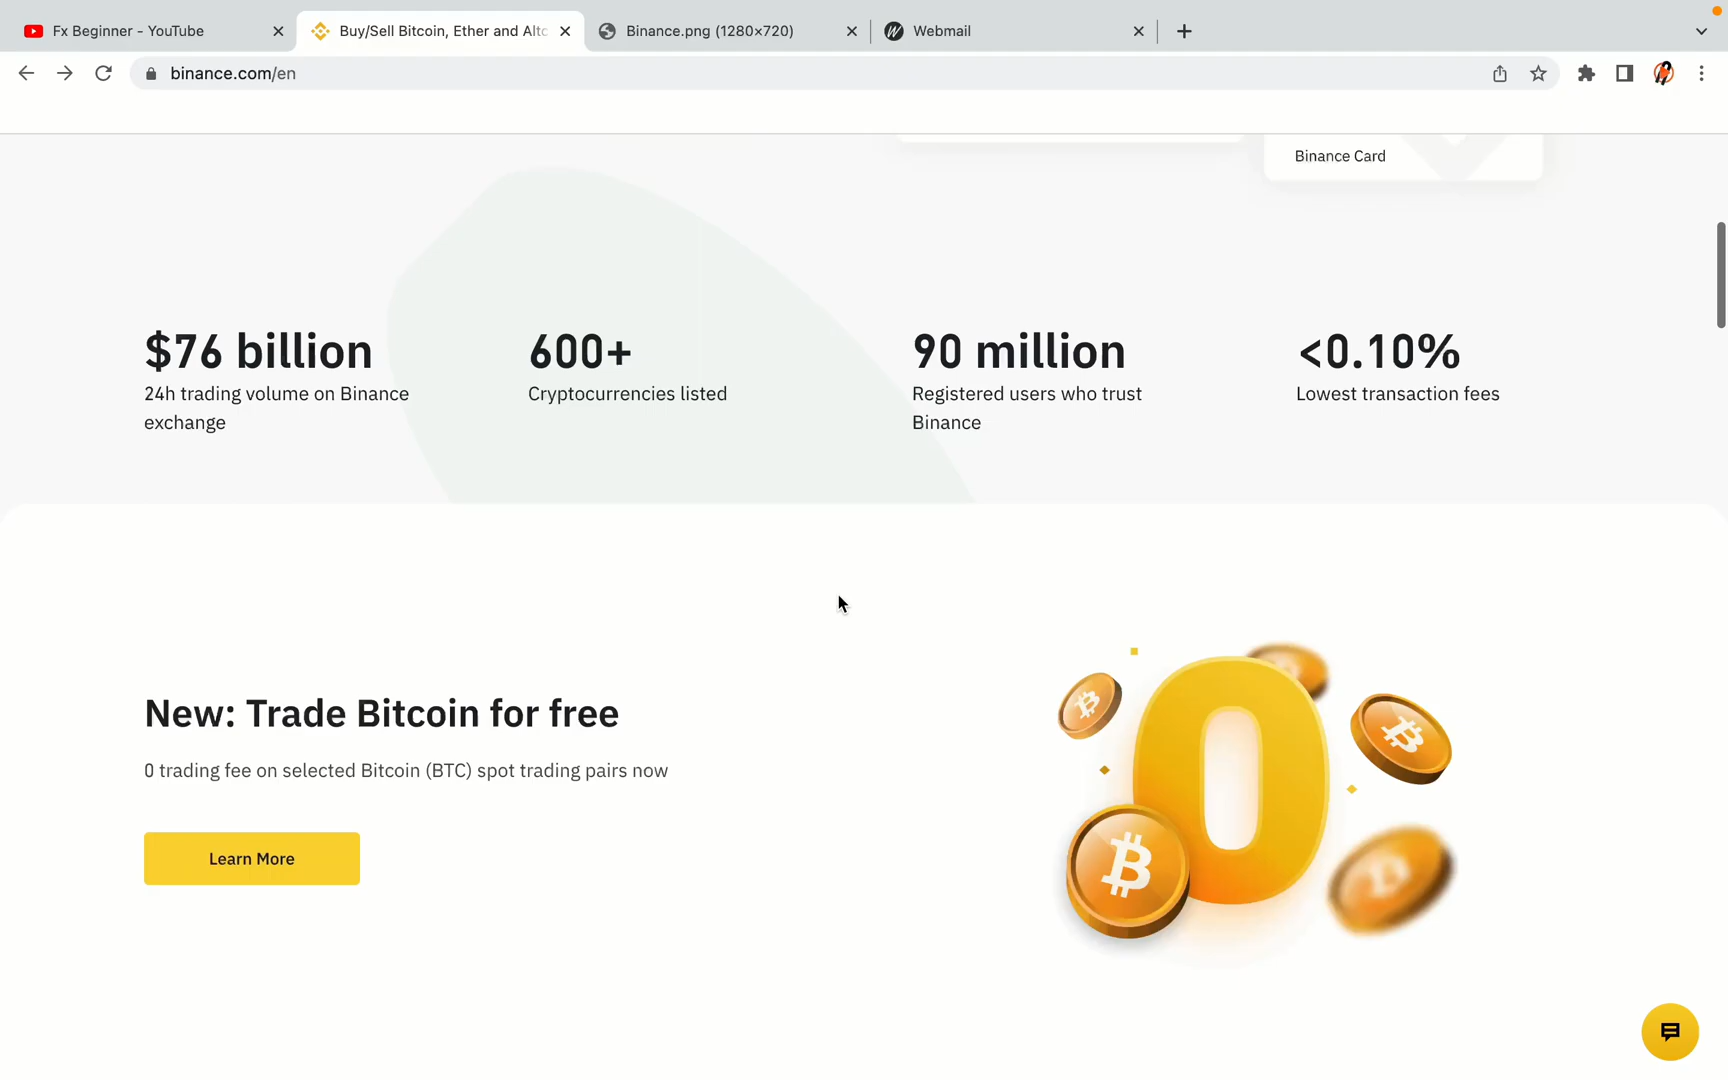 Fx Beginner - YouTube
Buy/Sell Bitcoin, Ether and Altc
Binance.png (1280×720)
Webmail
binance.com/en
Binance Card
$76 billion
24h trading volume on Binance
exchange
600+
Cryptocurrencies listed
90 million
Registered users who trust
Binance
<0.10%
Lowest transaction fees
New: Trade Bitcoin for free
0 trading fee on selected Bitcoin (BTC) spot trading pairs now
Learn More
0